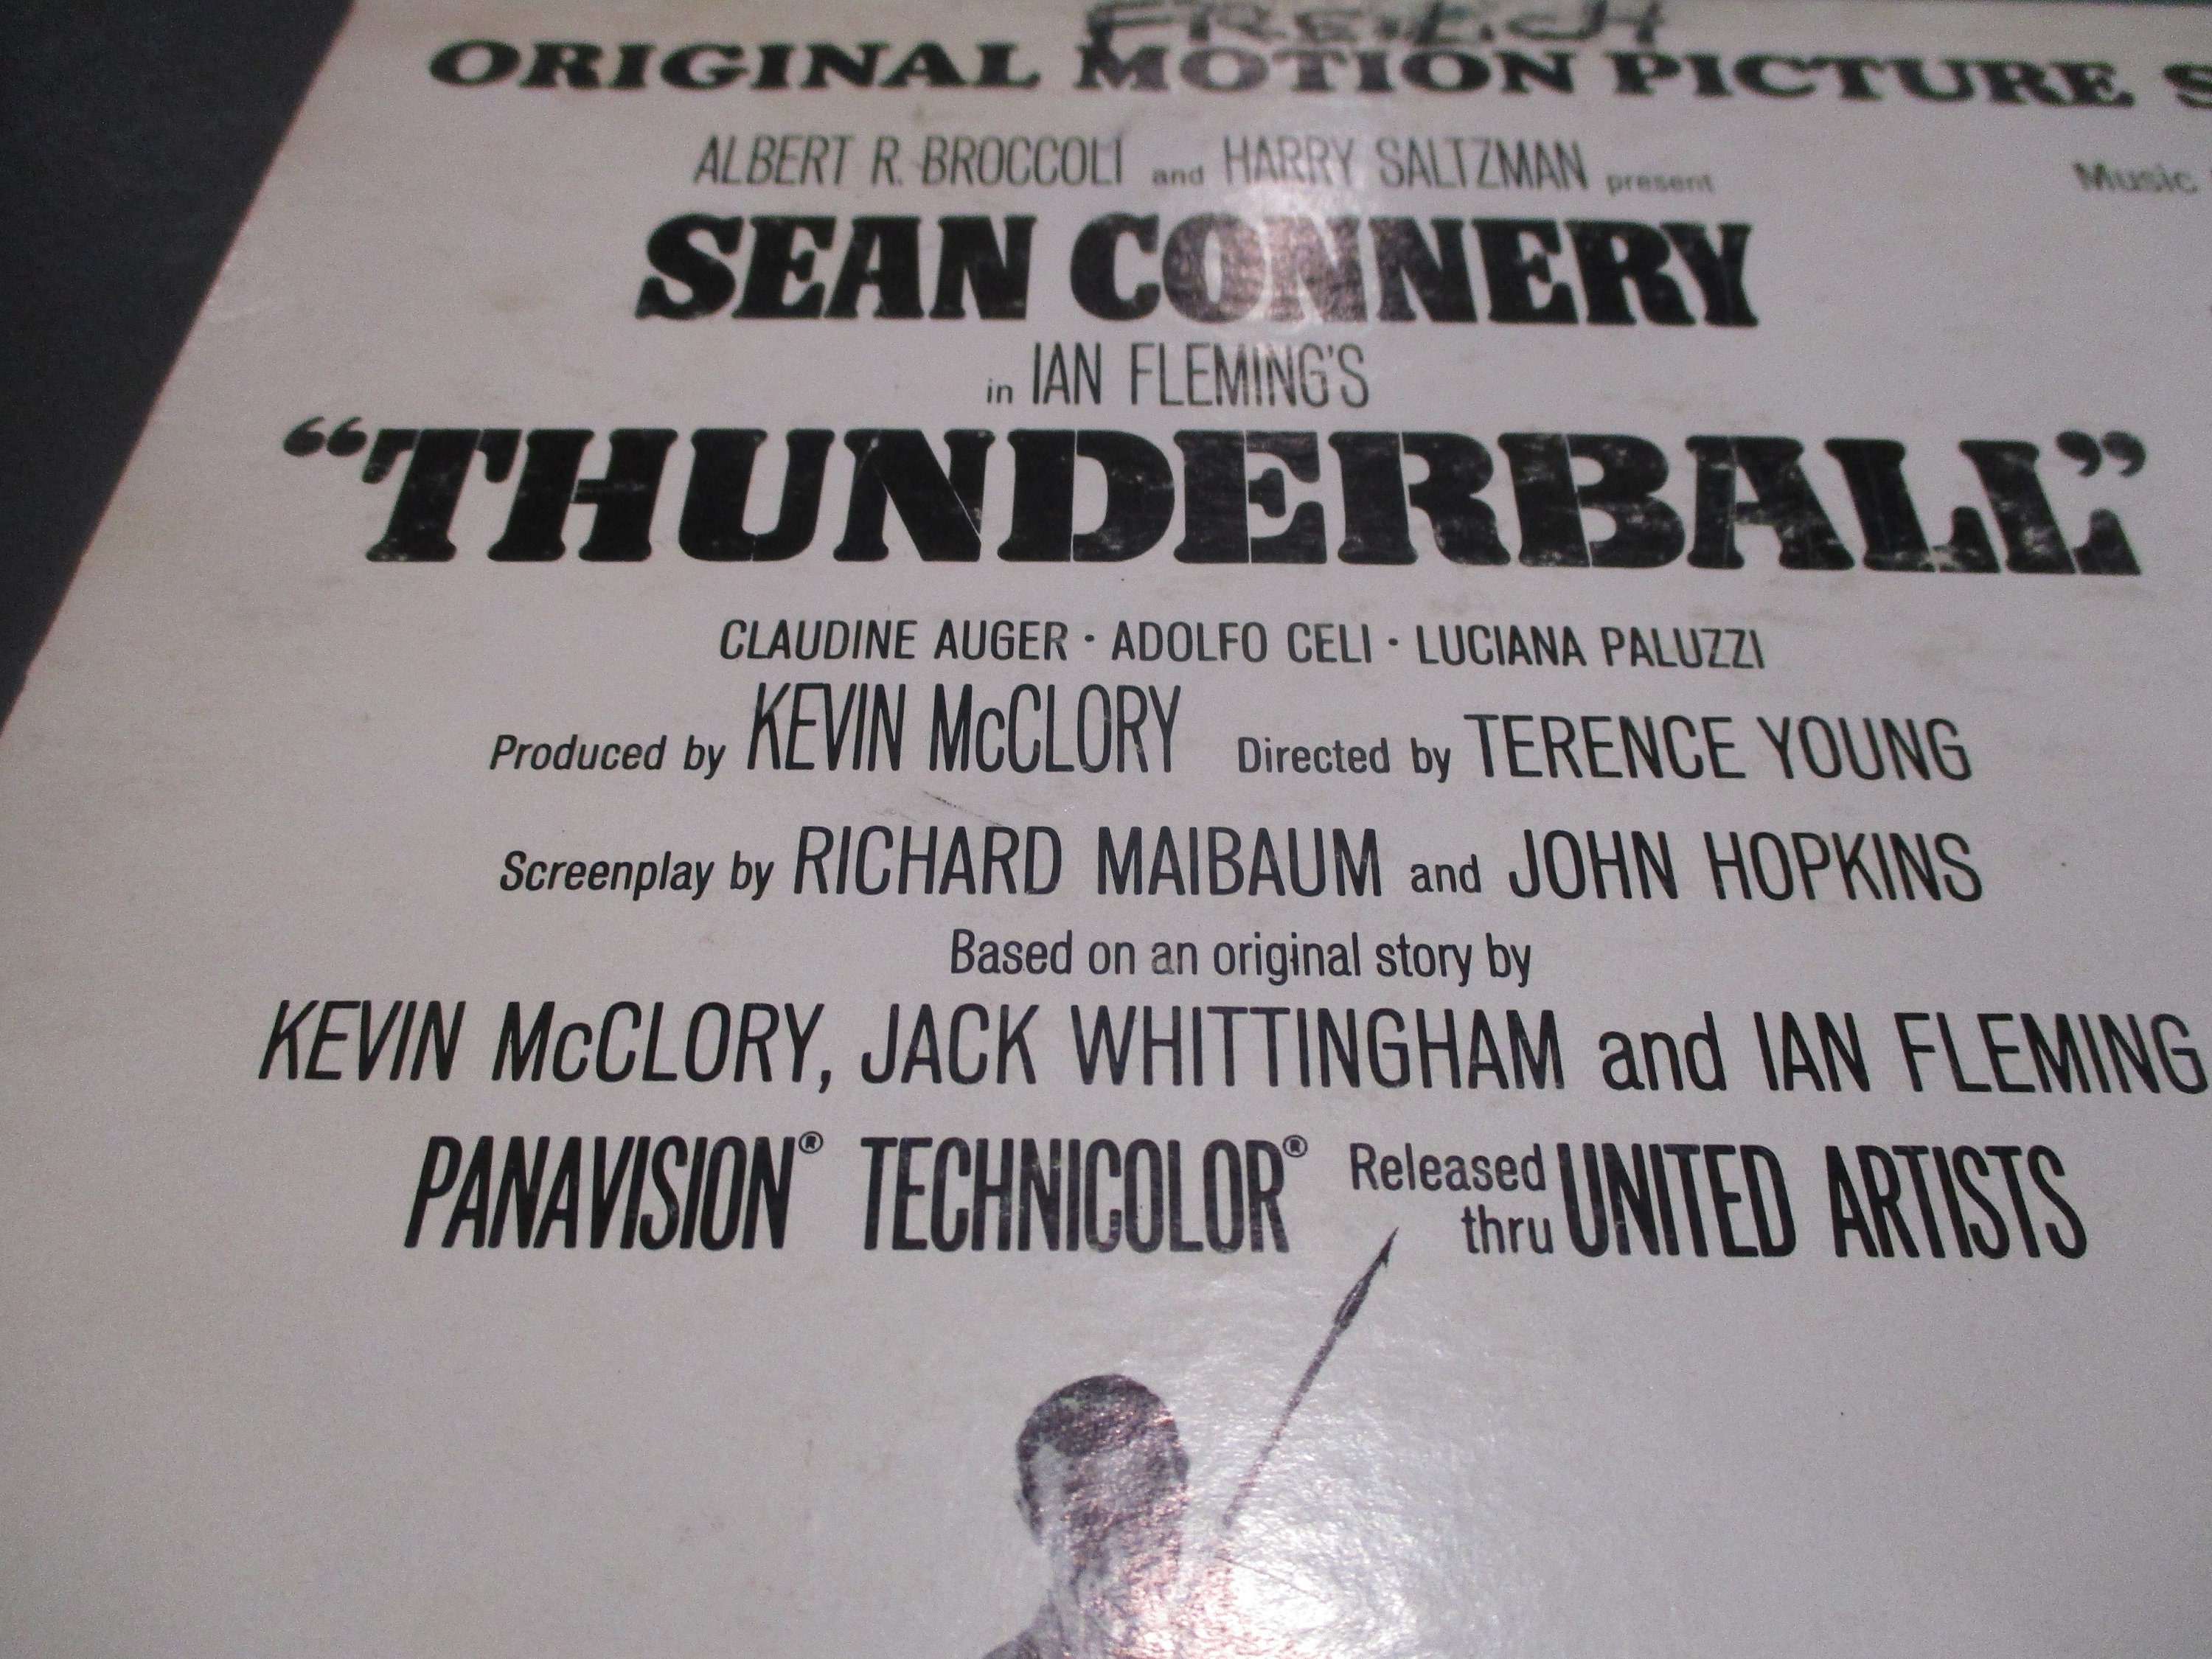 ORIGINAL MOTION PICTURE S
ALBERT R. BROCCOLI and HARRY SALTZMAN present
Music
SEAN CONNERY
in IAN FLEMING'S
“THUNDERBALL”
CLAUDINE AUGER · ADOLFO CELI · LUCIANA PALUZZI
Produced by KEVIN McCLORY Directed by TERENCE YOUNG
Screenplay by RICHARD MAIBAUM and JOHN HOPKINS
Based on an original story by
KEVIN McCLORY, JACK WHITTINGHAM and IAN FLEMING
PANAVISION® TECHNICOLOR® Released thru UNITED ARTISTS